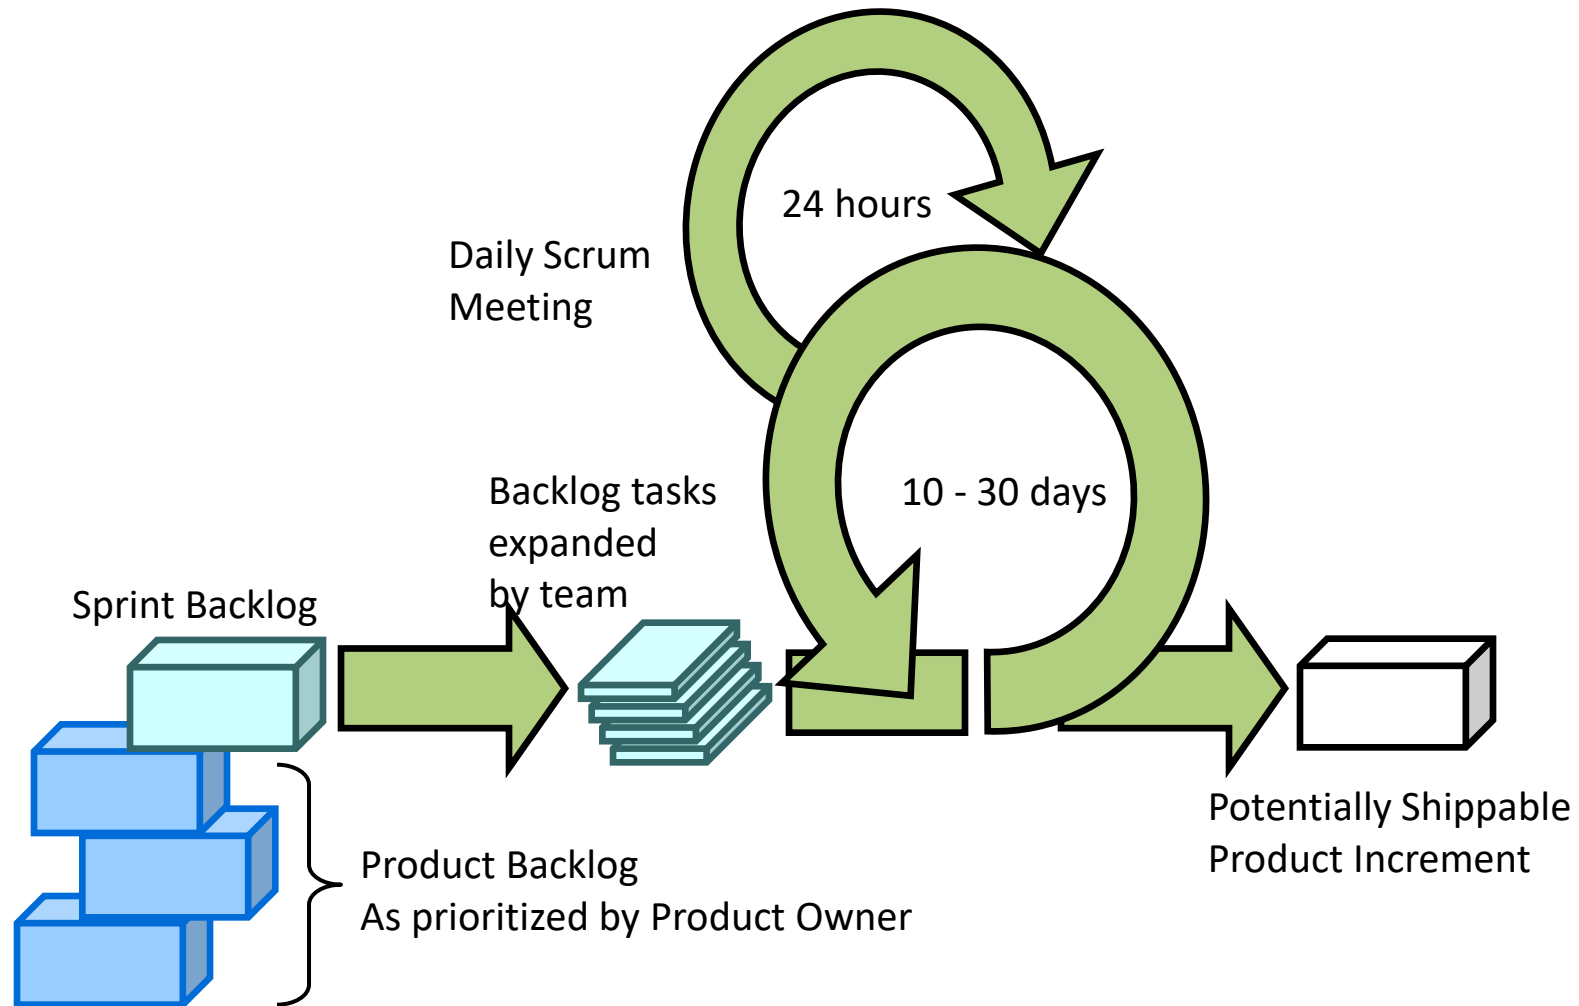 24 hours
Daily Scrum
Meeting
10 - 30 days
Backlog tasks
expanded
by team
Sprint Backlog
Potentially Shippable
Product Increment
Product Backlog
As prioritized by Product Owner